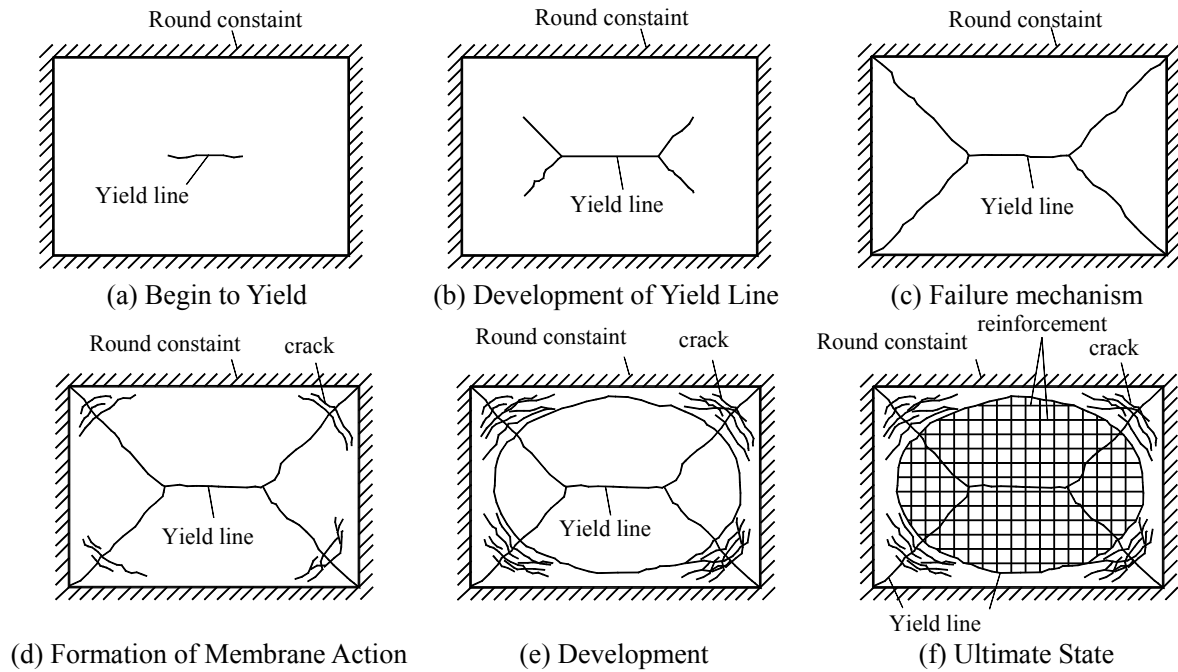 Round constaint
Round constaint
Round constaint
Yield line
Yield line
Yield line
(a) Begin to Yield
(b) Development of Yield Line
(c) Failure mechanism
Round constaint
crack
Round constaint
crack
reinforcement
Round constaint
crack
Yield line
Yield line
Yield line
(d) Formation of Membrane Action
(e) Development
(f) Ultimate State